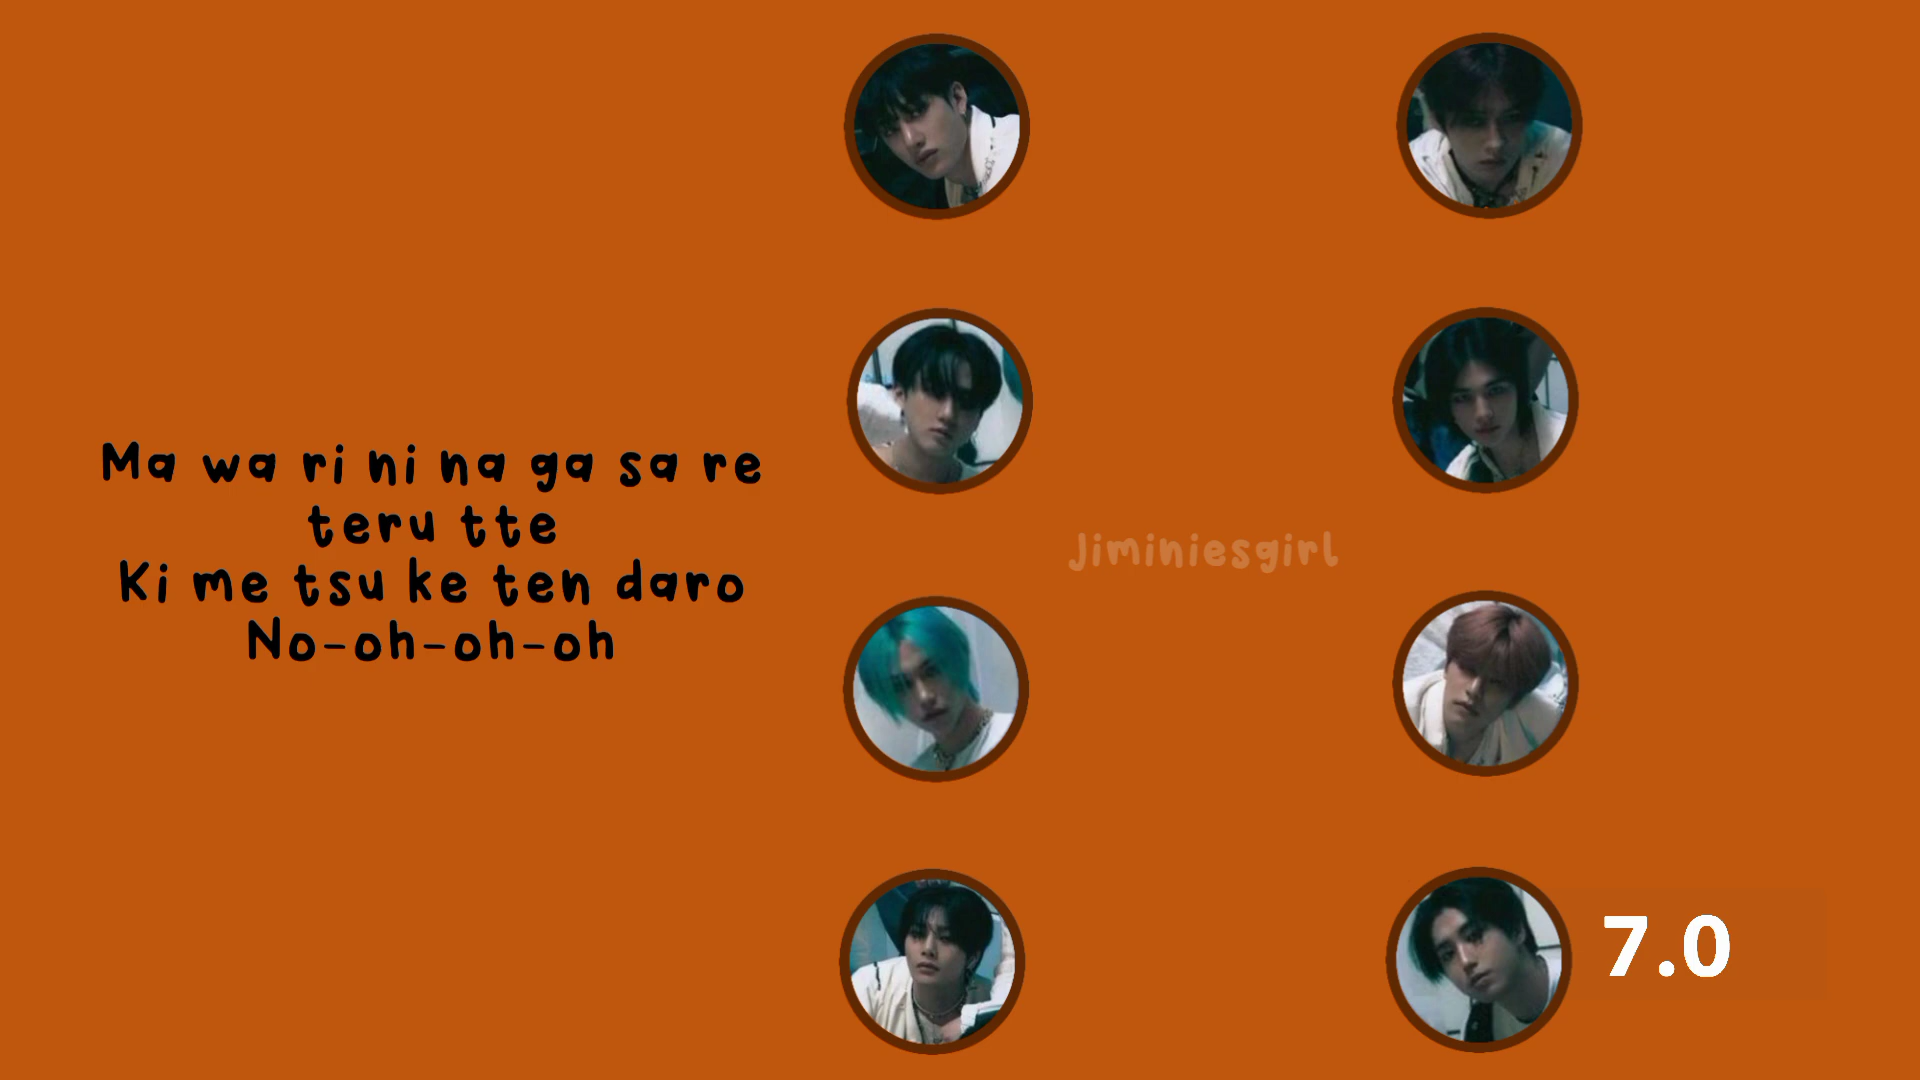 Ma wa ri ni na ga sa re
teru tte
Ki me tsu ke ten daro
No-oh-oh-oh
Jiminiesgirl
7.0